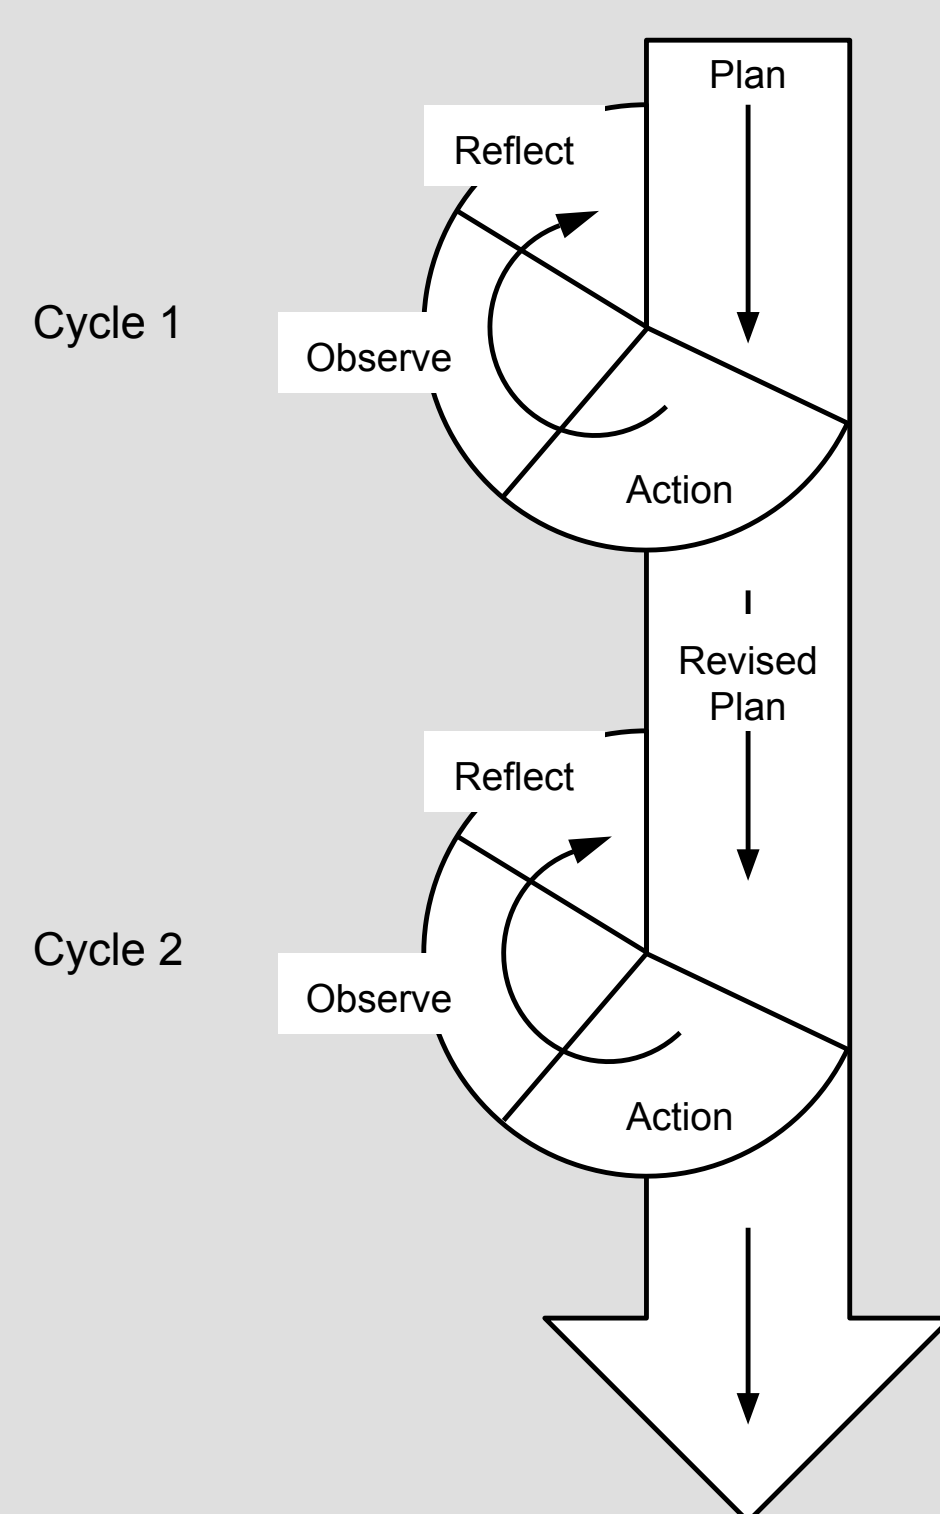 Plan
Reflect
Cycle 1
Observe
Action
Revised
Plan
Reflect
Cycle 2
Observe
Action